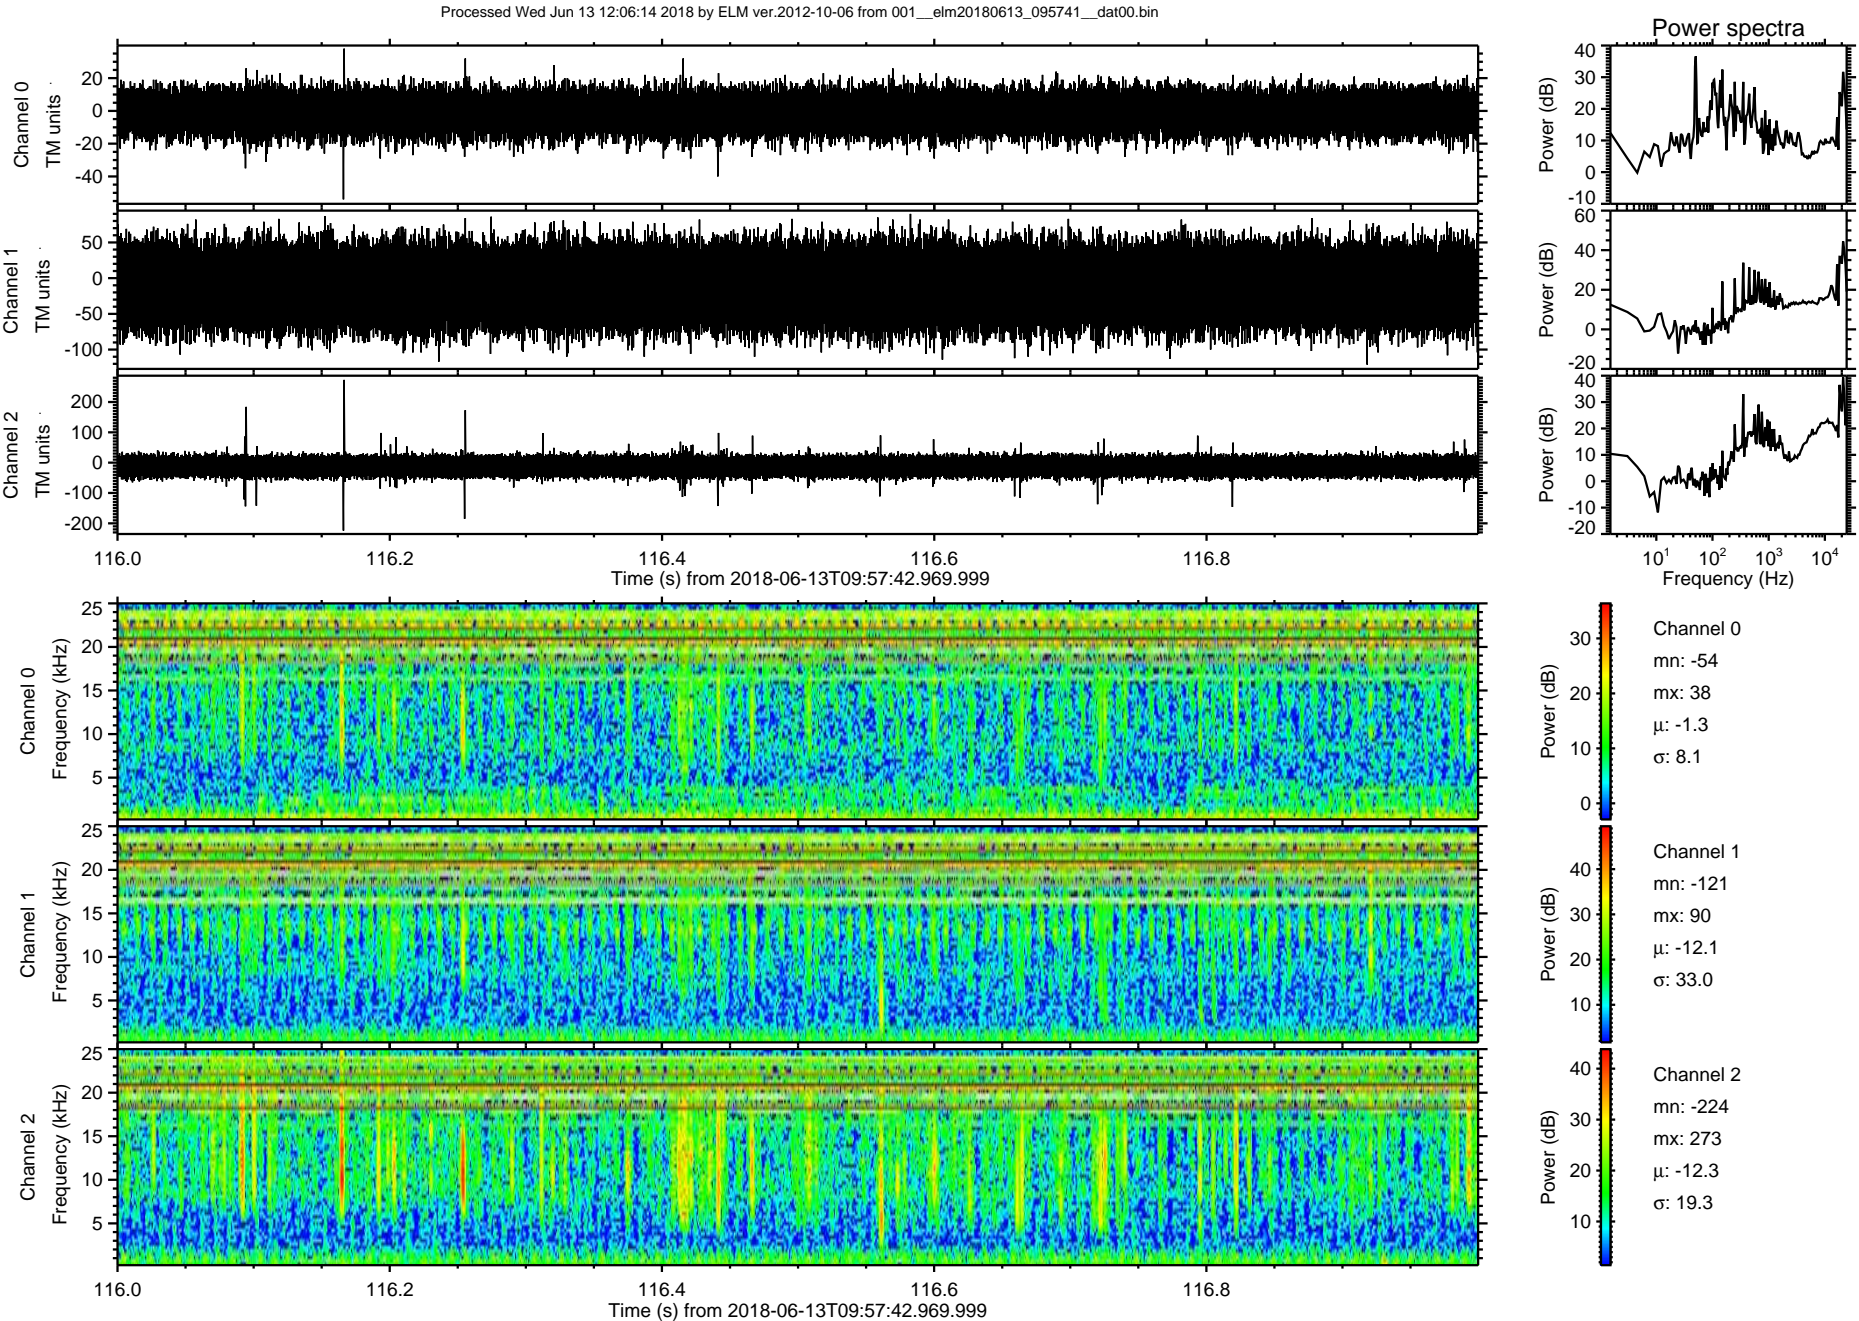 Processed Wed Jun 13 12:06:14 2018 by ELM ver.2012-10-06 from 001__elm20180613_095741__dat00.bin
Power spectra
Channel 0
TM units
20
0
-20
-40
Power (dB)
40
30
20
10
0
-10
Channel 1
TM units
50
0
-50
-100
Power (dB)
60
40
20
0
-20
Channel 2
TM units
200
100
0
-100
-200
Power (dB)
40
30
20
10
0
-10
-20
116.0 116.2 116.4 116.6 116.8
Time (s) from 2018-06-13T09:57:42.969.999
10^1 10^2 10^3 10^4
Frequency (Hz)
Channel 0
Frequency (kHz)
25
20
15
10
5
Power (dB)
30
20
10
0
Channel 0
mn: -54
mx: 38
μ: -1.3
σ: 8.1
Channel 1
Frequency (kHz)
25
20
15
10
5
Power (dB)
40
30
20
10
Channel 1
mn: -121
mx: 90
μ: -12.1
σ: 33.0
Channel 2
Frequency (kHz)
25
20
15
10
5
Power (dB)
40
30
20
10
Channel 2
mn: -224
mx: 273
μ: -12.3
σ: 19.3
116.0 116.2 116.4 116.6 116.8
Time (s) from 2018-06-13T09:57:42.969.999